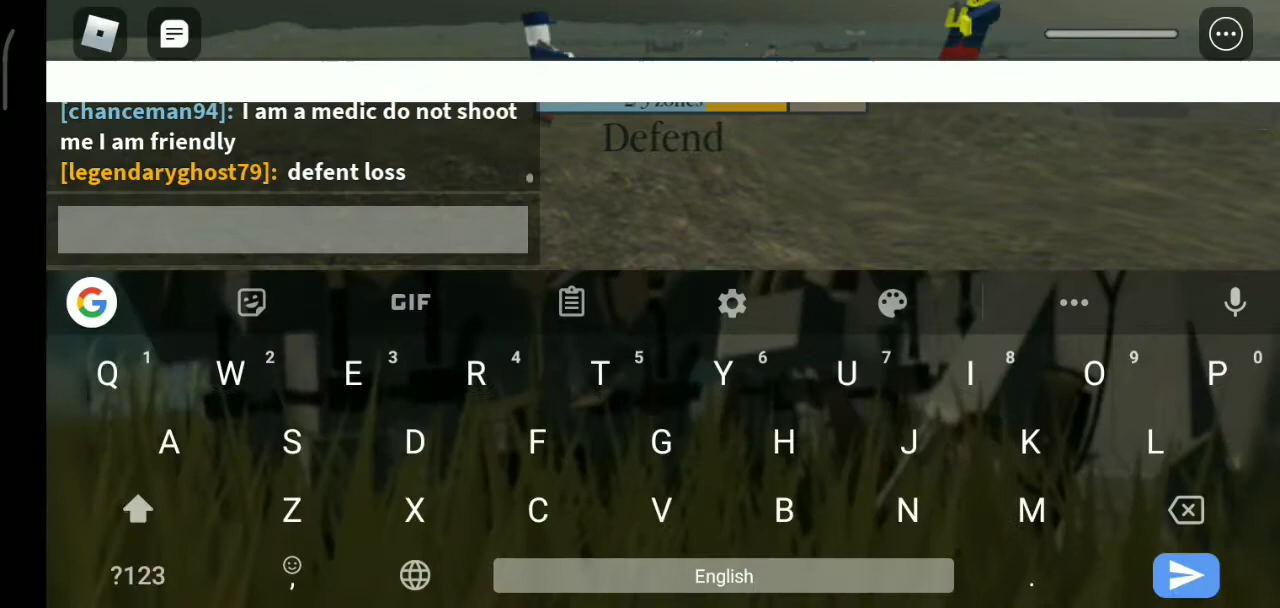 [chanceman94]: I am a medic do not shoot
me I am friendly
[legendaryghost79]: defent loss
Defend
GIF
Q 1 W 2 E 3 R 4 T 5 Y 6 U 7 I 8 O 9 P 0
A S D F G H J K L
Z X C V B N M
?123 , English .